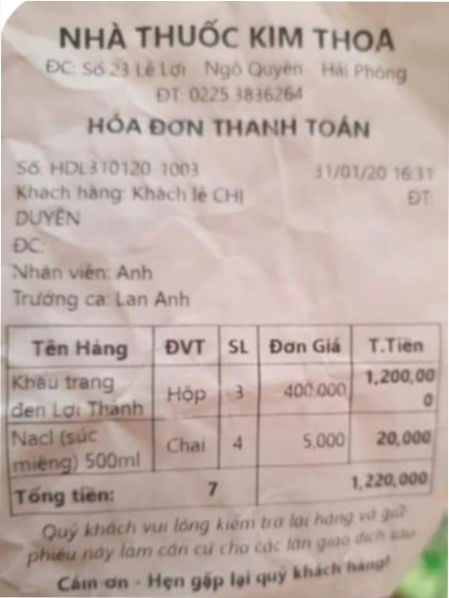 NHÀ THUỐC KIM THOA
ĐC: Số 23 Lê Lợi Ngô Quyền Hải Phòng
ĐT: 0225.3836264
HÓA ĐƠN THANH TOÁN
Số: HDL310120_1003 31/01/20 16:31
Khách hàng: Khách lẻ CHỊ ĐT:
DUYÊN
ĐC:
Nhân viên: Anh
Trưởng ca: Lan Anh
Tên Hàng ĐVT SL Đơn Giá T.Tiền
Khẩu trang Hộp 3 400.000 1,200,00
đen Lợi Thành 0
Nacl (súc Chai 4 5,000 20,000
miệng) 500ml
Tổng tiền: 7 1,220,000
Quý khách vui lòng kiểm tra lại hàng và giữ
phiếu này làm căn cứ cho các lần giao dịch sau
Cám ơn - Hẹn gặp lại quý khách hàng!